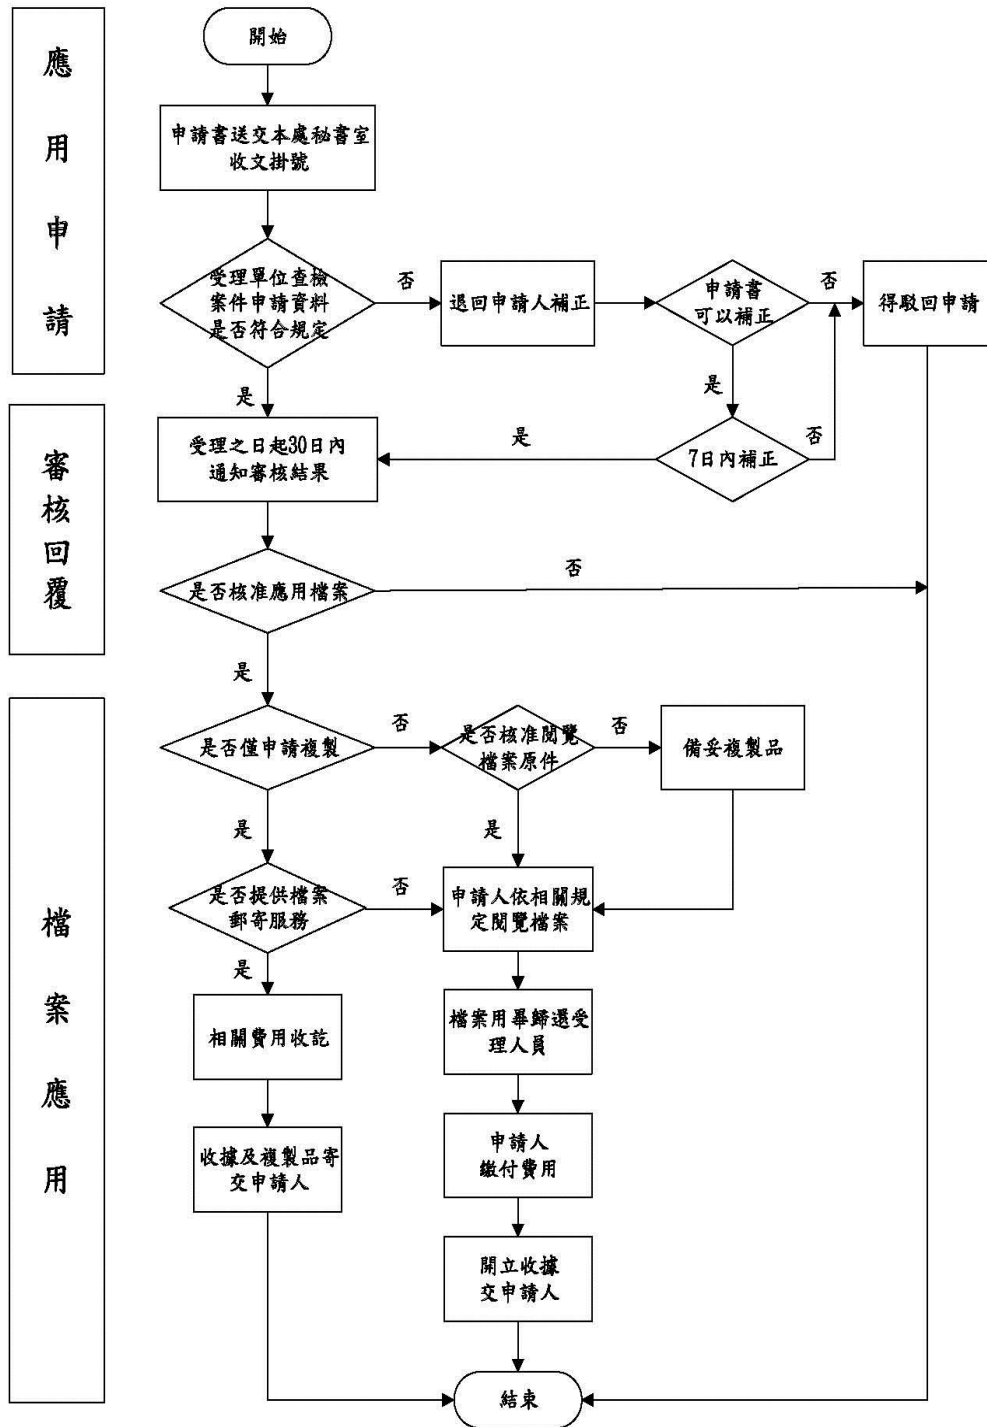 應用申請
開始
申請書送交本處秘書室
收文掛號
受理單位查檢
案件申請資料
是否符合規定
否
退回申請人補正
申請書
可以補正
否
得駁回申請
是
是
7日內補正
否
是
審核回覆
受理之日起30日內
通知審核結果
是否核准應用檔案
否
是
檔案應用
是否僅申請複製
否
是否核准閱覽
檔案原件
否
備妥複製品
是
是
是否提供檔案
郵寄服務
否
申請人依相關規
定閱覽檔案
是
相關費用收訖
檔案用畢歸還受
理人員
收據及複製品寄
交申請人
申請人
繳付費用
開立收據
交申請人
結束